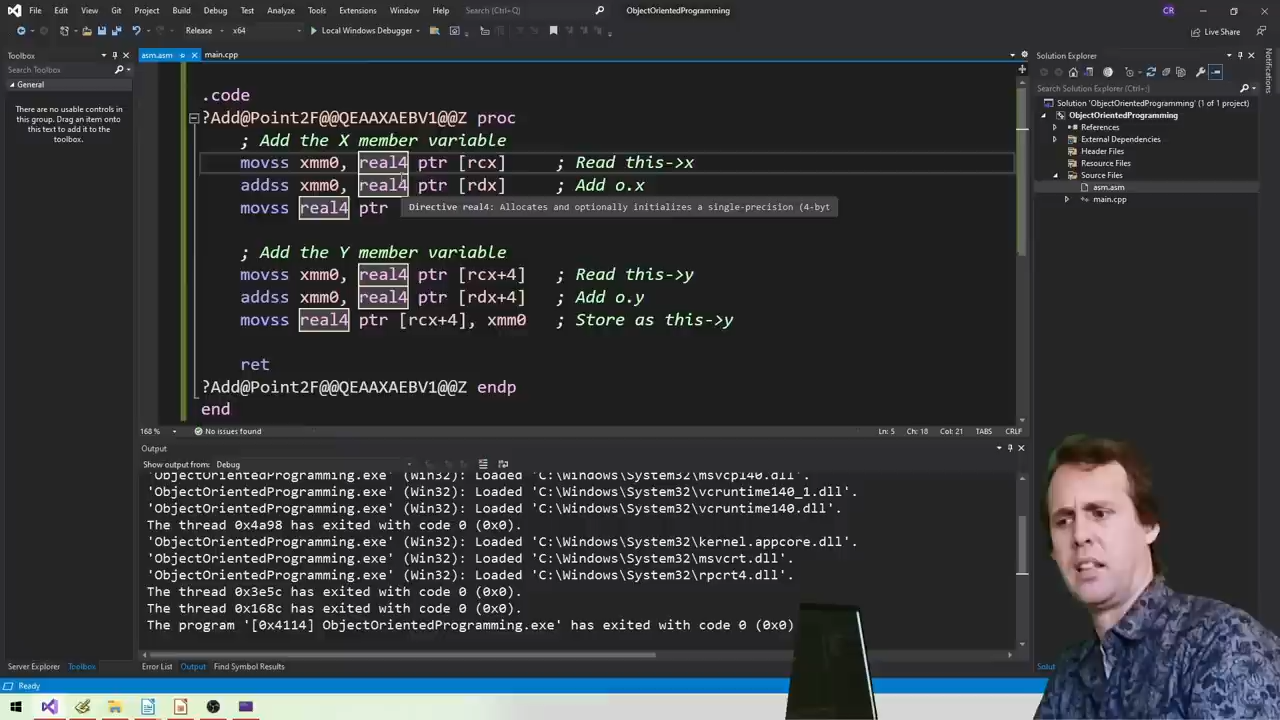 File Edit View Git Project Build Debug Test Analyze Tools Extensions Window Help Search (Ctrl+Q) ObjectOrientedProgramming CR
Release x64 Local Windows Debugger Live Share
Toolbox
Search Toolbox
General
There are no usable controls in
this group. Drag an item onto
this text to add it to the
toolbox.
asm.asm main.cpp
.code
?Add@Point2F@@QEAAXAEBV1@@Z proc
; Add the X member variable
movss xmm0, real4 ptr [rcx] ; Read this->x
addss xmm0, real4 ptr [rdx] ; Add o.x
movss real4 ptr
Directive real4: Allocates and optionally initializes a single-precision (4-byt
; Add the Y member variable
movss xmm0, real4 ptr [rcx+4] ; Read this->y
addss xmm0, real4 ptr [rdx+4] ; Add o.y
movss real4 ptr [rcx+4], xmm0 ; Store as this->y
ret
?Add@Point2F@@QEAAXAEBV1@@Z endp
end
168 % No issues found Ln: 5 Ch: 18 Col: 21 TABS CRLF
Output
Show output from: Debug
'ObjectOrientedProgramming.exe' (Win32): Loaded 'C:\Windows\System32\msvcp140.dll'.
'ObjectOrientedProgramming.exe' (Win32): Loaded 'C:\Windows\System32\vcruntime140_1.dll'.
'ObjectOrientedProgramming.exe' (Win32): Loaded 'C:\Windows\System32\vcruntime140.dll'.
The thread 0x4a98 has exited with code 0 (0x0).
'ObjectOrientedProgramming.exe' (Win32): Loaded 'C:\Windows\System32\kernel.appcore.dll'.
'ObjectOrientedProgramming.exe' (Win32): Loaded 'C:\Windows\System32\msvcrt.dll'.
'ObjectOrientedProgramming.exe' (Win32): Loaded 'C:\Windows\System32\rpcrt4.dll'.
The thread 0x3e5c has exited with code 0 (0x0).
The thread 0x168c has exited with code 0 (0x0).
The program '[0x4114] ObjectOrientedProgramming.exe' has exited with code 0 (0x0)
Server Explorer Toolbox Error List Output Find Symbol Results
Ready
Solution Explorer
Search Solution Explorer (Ctrl+;)
Solution 'ObjectOrientedProgramming' (1 of 1 project)
ObjectOrientedProgramming
References
External Dependencies
Header Files
Resource Files
Source Files
asm.asm
main.cpp
Notifications